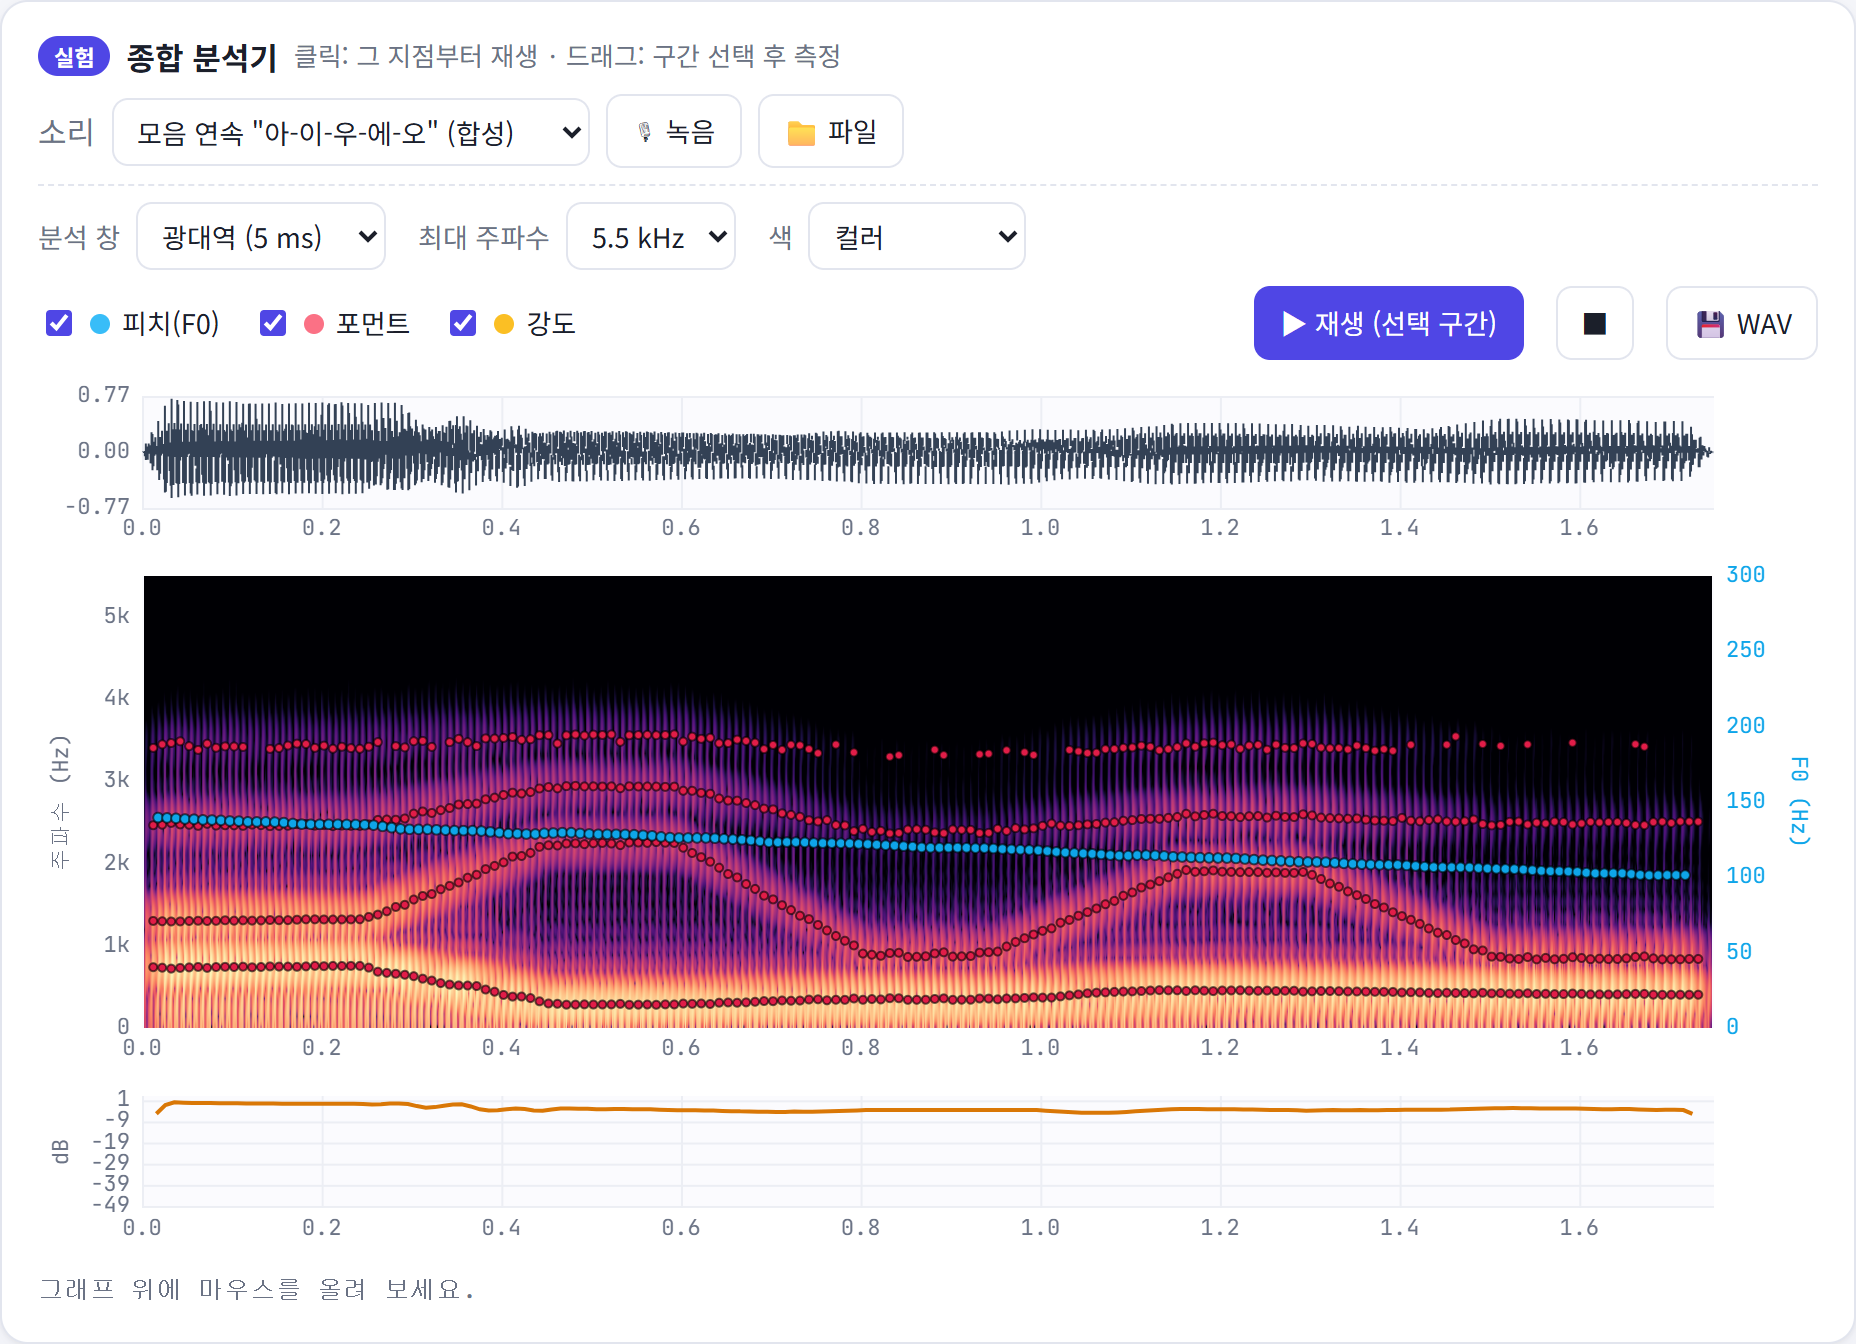 실험 종합 분석기 클릭: 그 지점부터 재생 · 드래그: 구간 선택 후 측정
소리 모음 연속 "아-이-우-에-오" (합성) 녹음 파일
분석 창 광대역 (5 ms) 최대 주파수 5.5 kHz 색 컬러
피치(F0) 포먼트 강도 ▶ 재생 (선택 구간) ■ WAV
0.77
0.00
-0.77
0.0 0.2 0.4 0.6 0.8 1.0 1.2 1.4 1.6
주파수 (Hz)
5k
4k
3k
2k
1k
0
300
250
200
150
100
50
0
F0 (Hz)
0.0 0.2 0.4 0.6 0.8 1.0 1.2 1.4 1.6
dB
1
-9
-19
-29
-39
-49
0.0 0.2 0.4 0.6 0.8 1.0 1.2 1.4 1.6
그래프 위에 마우스를 올려 보세요.